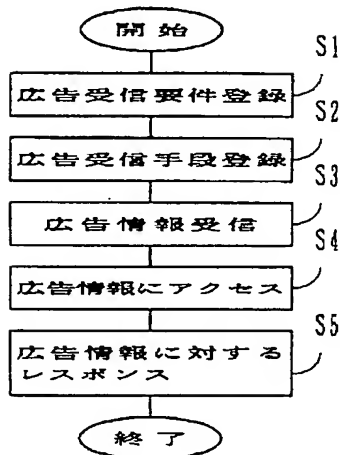 開始
S1
広告受信要件登録
S2
広告受信手段登録
S3
広告情報受信
S4
広告情報にアクセス
S5
広告情報に対する
レスポンス
終了